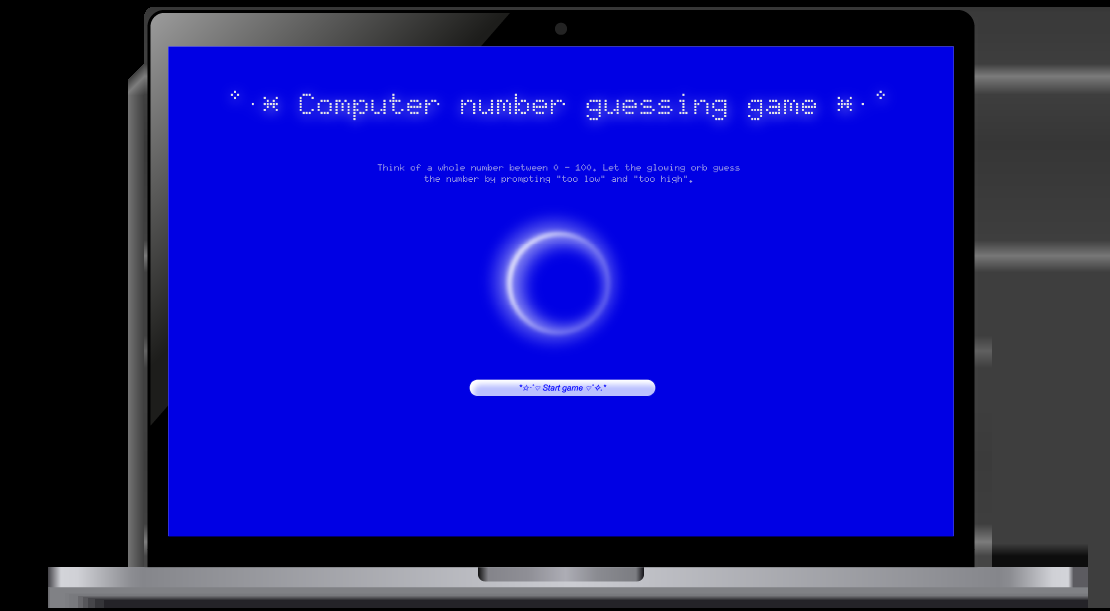 ˚‧⋊ Computer number guessing game ⋊‧˚
Think of a whole number between 0 - 100. Let the glowing orb guess
the number by prompting "too low" and "too high".
*☆·˚♡ Start game ♡˚✧.*